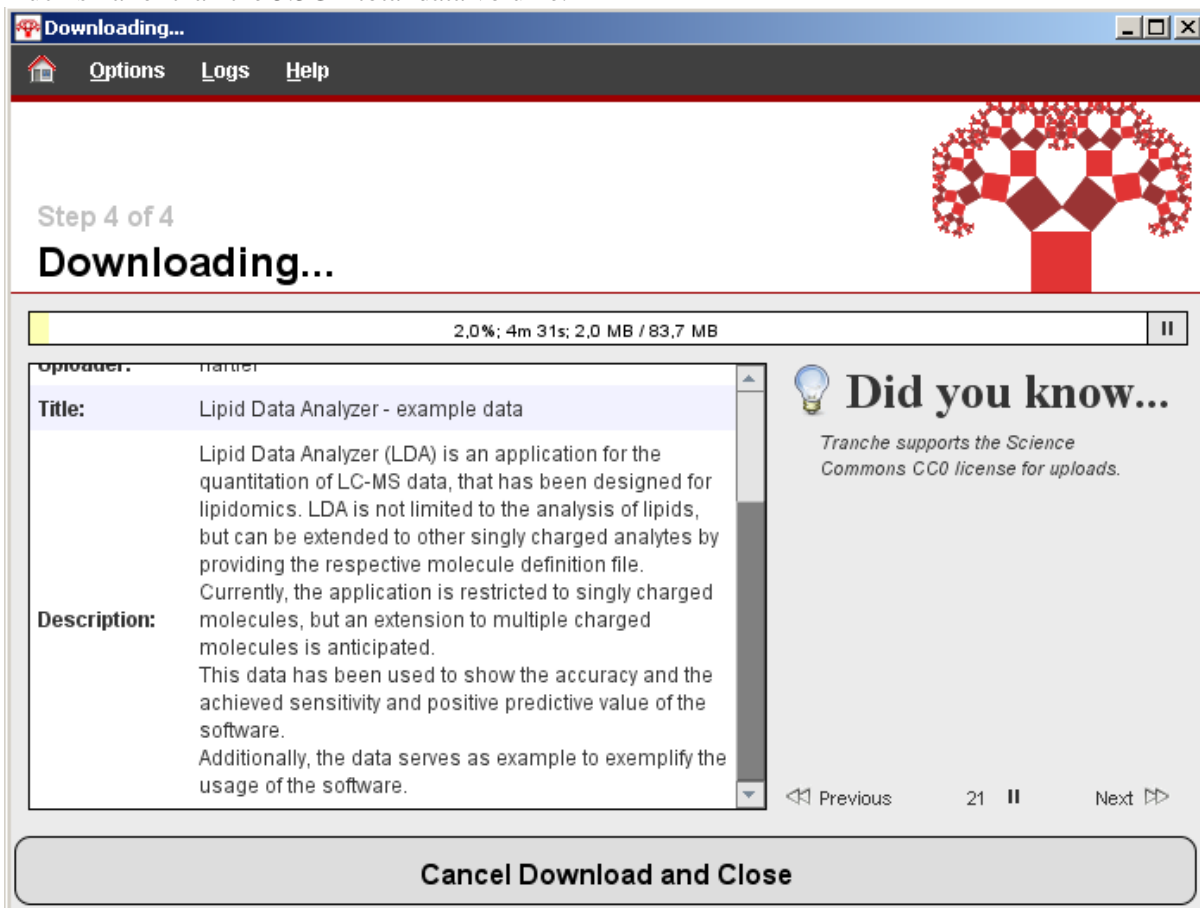 Downloading...
Options Logs Help
Step 4 of 4
Downloading...
2,0%; 4m 31s; 2,0 MB / 83,7 MB
Uploader: hartler
Title: Lipid Data Analyzer - example data
Description:
Lipid Data Analyzer (LDA) is an application for the
quantitation of LC-MS data, that has been designed for
lipidomics. LDA is not limited to the analysis of lipids,
but can be extended to other singly charged analytes by
providing the respective molecule definition file.
Currently, the application is restricted to singly charged
molecules, but an extension to multiple charged
molecules is anticipated.
This data has been used to show the accuracy and the
achieved sensitivity and positive predictive value of the
software.
Additionally, the data serves as example to exemplify the
usage of the software.
Did you know...
Tranche supports the Science
Commons CC0 license for uploads.
Previous 21 Next
Cancel Download and Close